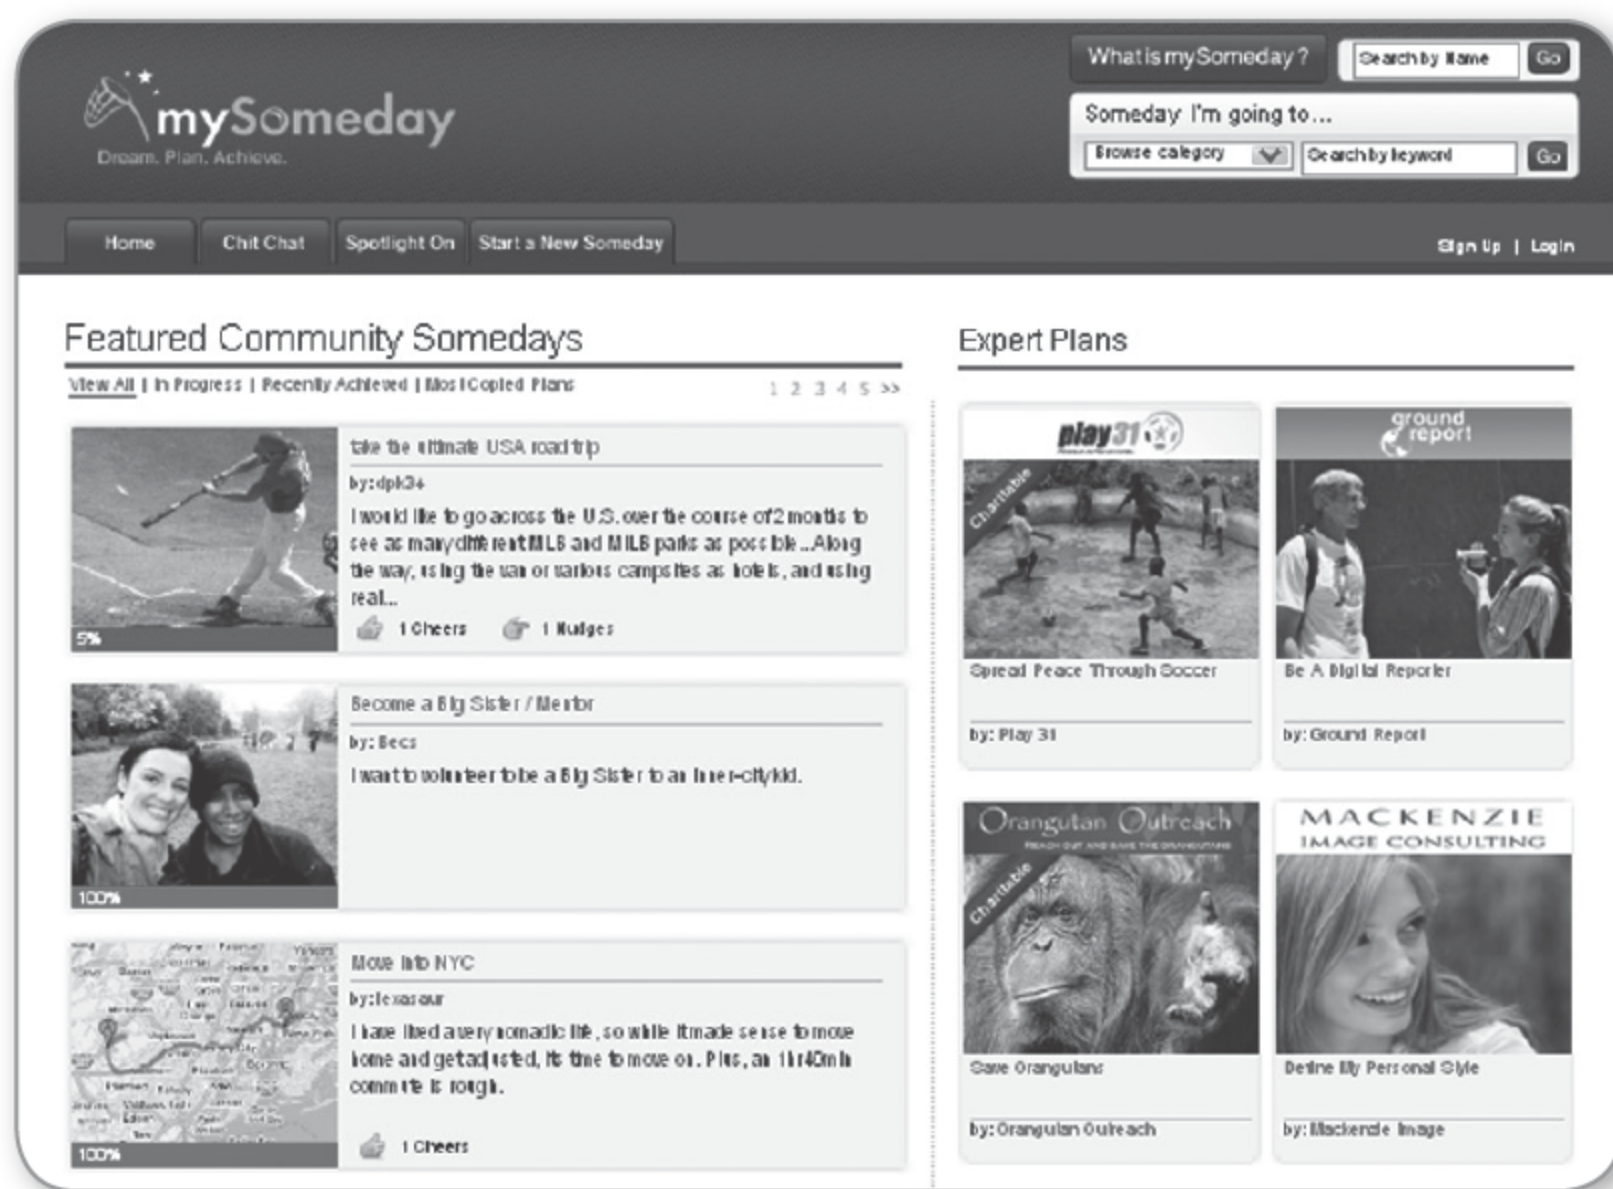 mySomeday
Dream. Plan. Achieve.
What is mySomeday ?
Search by Name
Go
Someday I'm going to...
Browse category
Search by keyword
Go
Home
Chit Chat
Spotlight On
Start a New Someday
Sign Up | Login
Featured Community Somedays
View All | In Progress | Recently Achieved | Most Copied Plans
1 2 3 4 5 >>
take the ultimate USA road trip
by: dpk34
I would like to go across the U.S. over the course of 2 months to
see as many different MLB and MiLB parks as possible...Along
the way, using the van or various campsites as hotels, and using
real...
1 Cheers
1 Nudges
5%
Become a Big Sister / Mentor
by: Becs
I want to volunteer to be a Big Sister to an inner-city kid.
100%
Move into NYC
by: lexasaur
I have lived a very nomadic life, so while it made sense to move
home and get adjusted, its time to move on. Plus, an 1hr40min
commute is rough.
1 Cheers
100%
Expert Plans
play31
Charitable
Spread Peace Through Soccer
by: Play 31
ground
report
Be A Digital Reporter
by: Ground Report
Orangutan Outreach
REACH OUT AND SAVE THE ORANGUTANS
Charitable
Save Orangutans
by: Orangutan Outreach
MACKENZIE
IMAGE CONSULTING
Define My Personal Style
by: Mackenzie Image